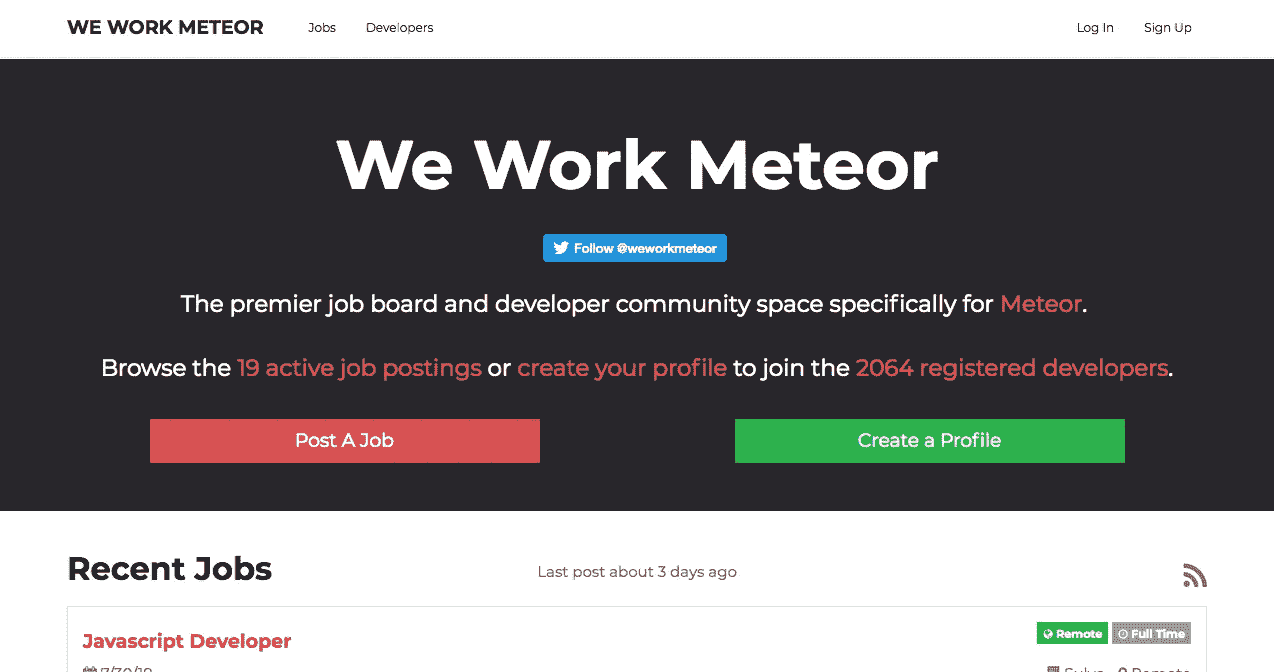 WE WORK METEOR Jobs Developers Log In Sign Up
We Work Meteor
Follow @weworkmeteor
The premier job board and developer community space specifically for Meteor.
Browse the 19 active job postings or create your profile to join the 2064 registered developers.
Post A Job Create a Profile
Recent Jobs Last post about 3 days ago
Javascript Developer Remote Full Time